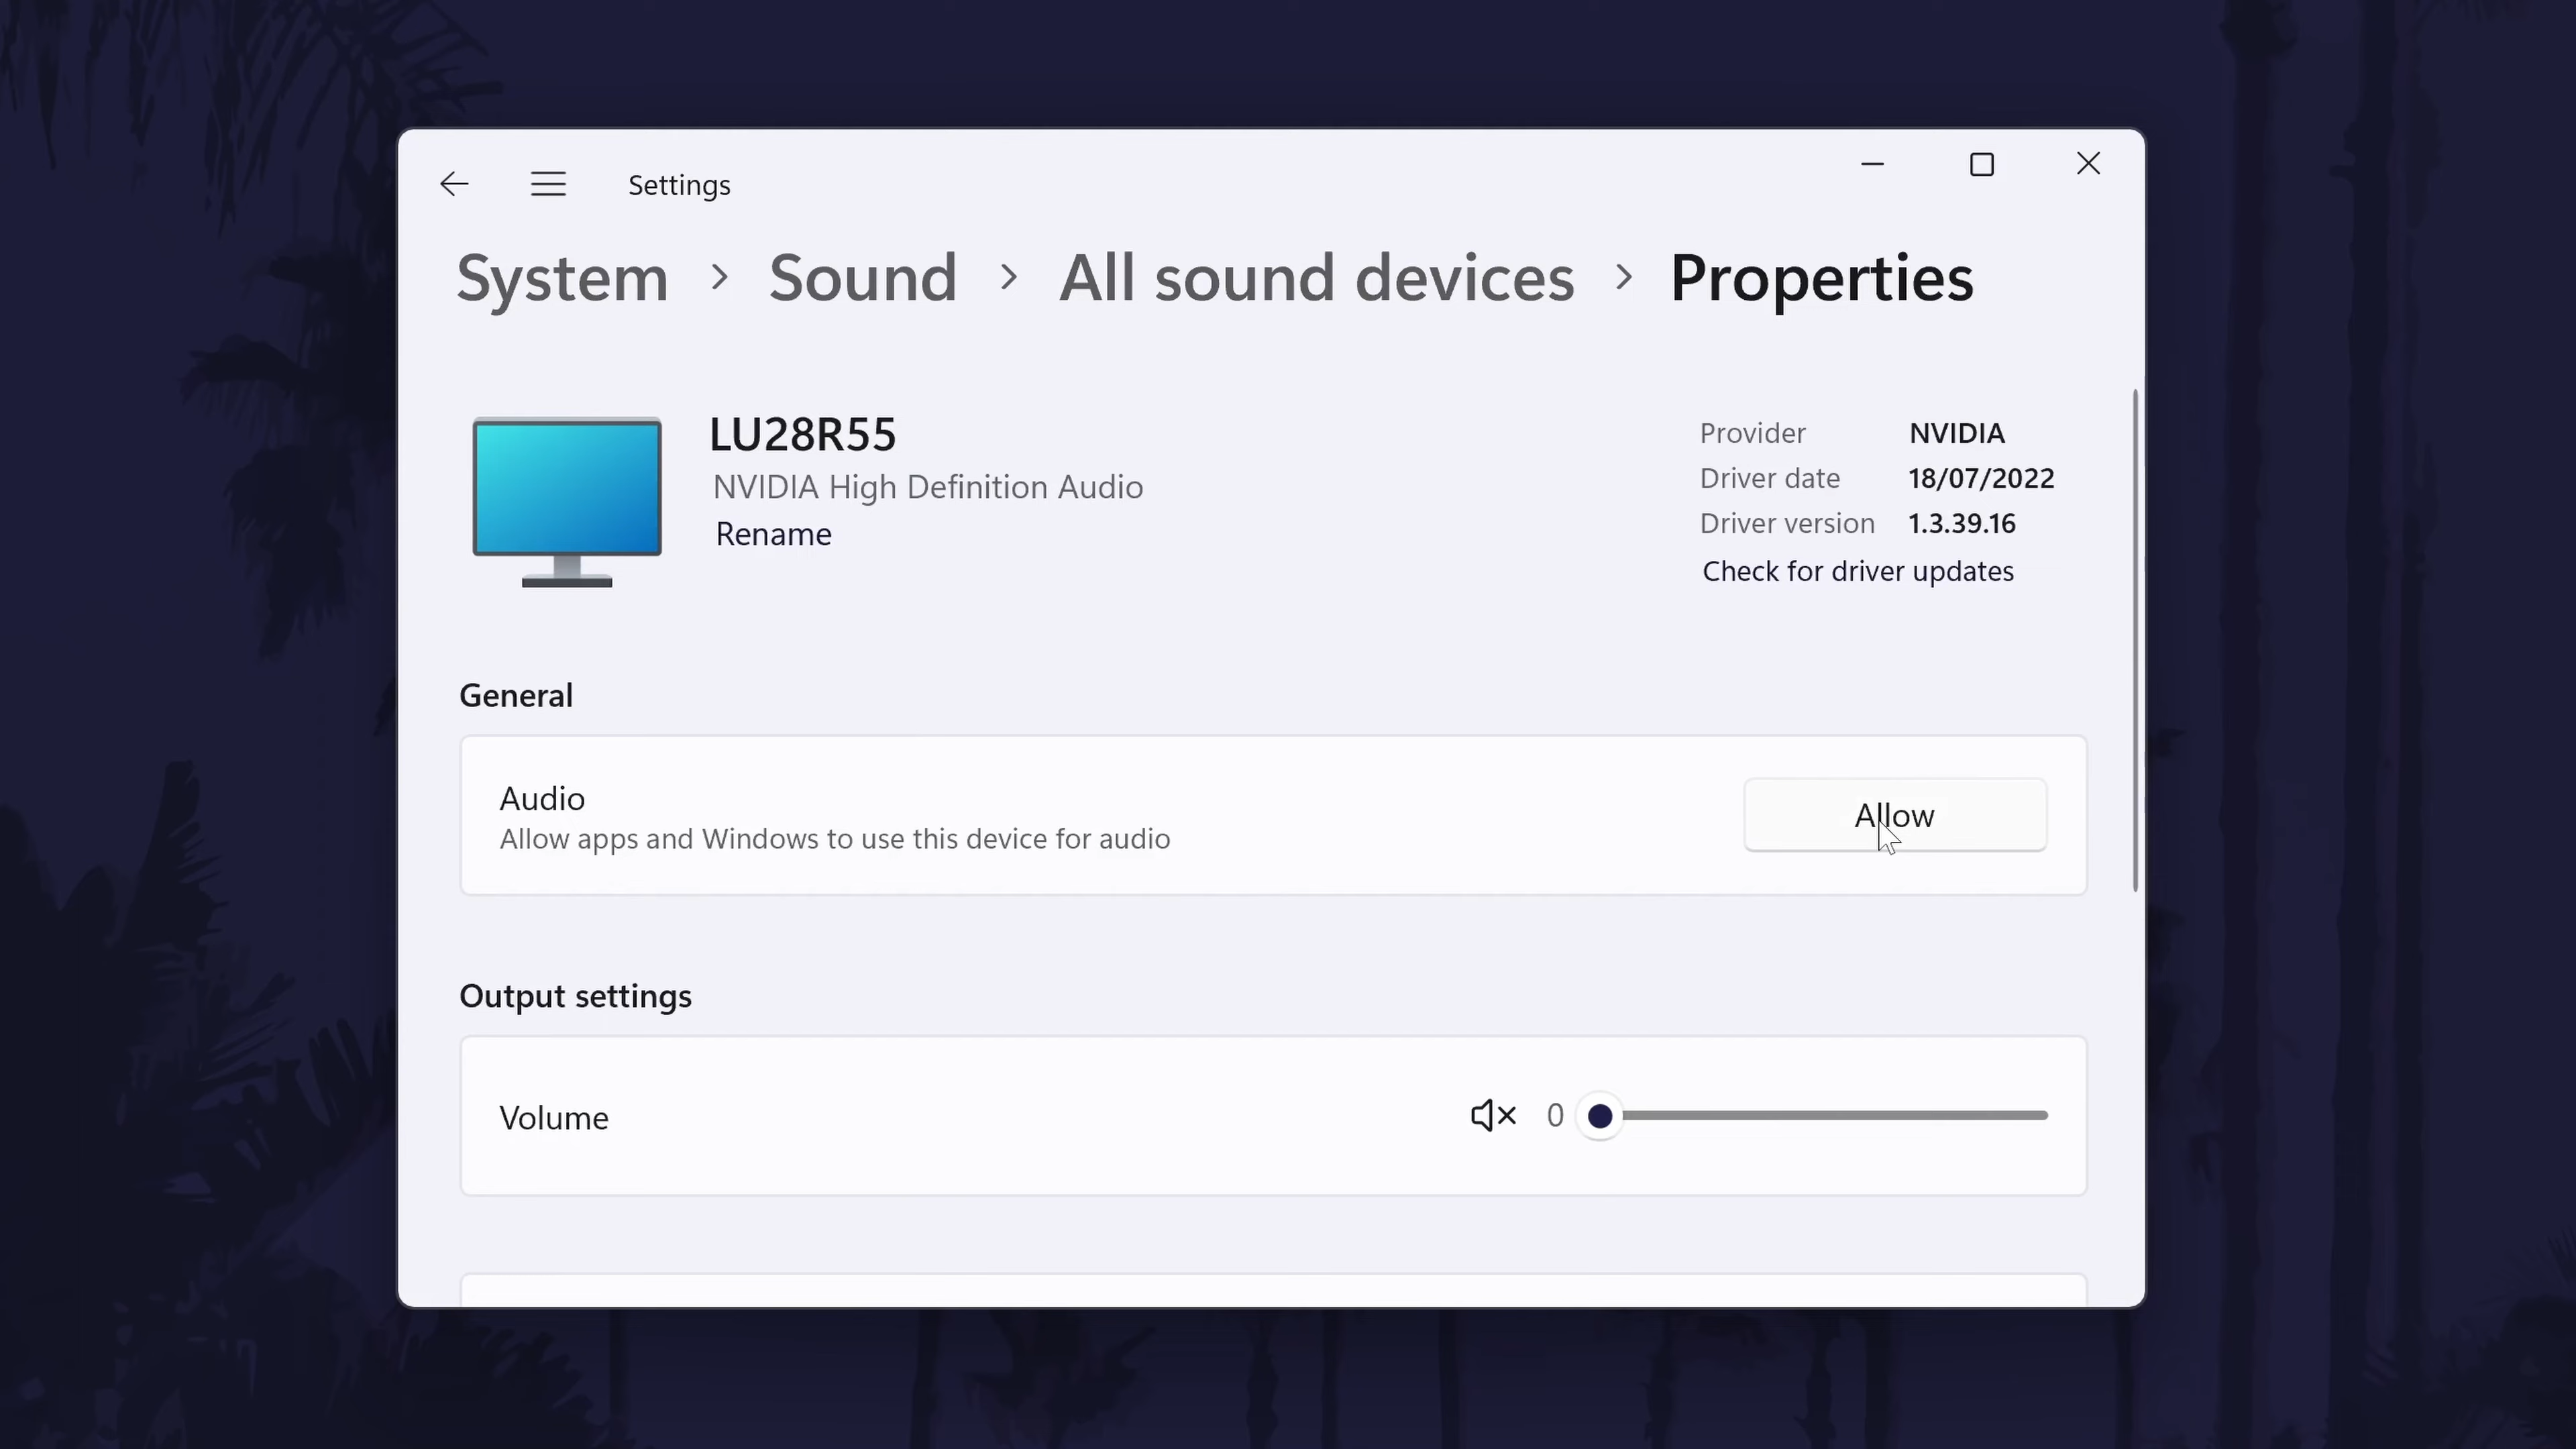 Settings
System > Sound > All sound devices > Properties
LU28R55
NVIDIA High Definition Audio
Rename
Provider NVIDIA
Driver date 18/07/2022
Driver version 1.3.39.16
Check for driver updates
General
Audio
Allow apps and Windows to use this device for audio
Allow
Output settings
Volume
0